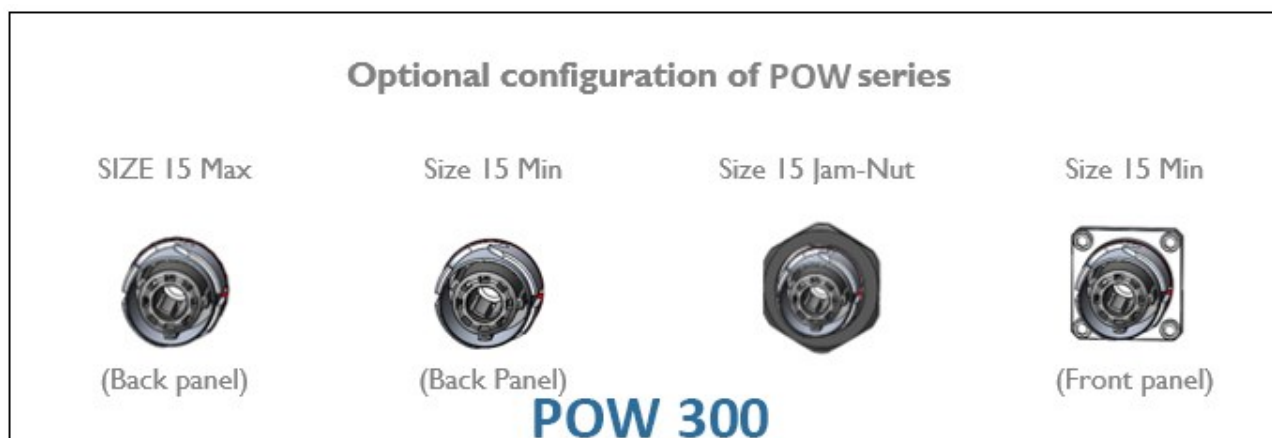 Optional configuration of POW series
SIZE 15 Max
Size 15 Min
Size 15 Jam-Nut
Size 15 Min
(Back panel)
(Back Panel)
(Front panel)
POW 300